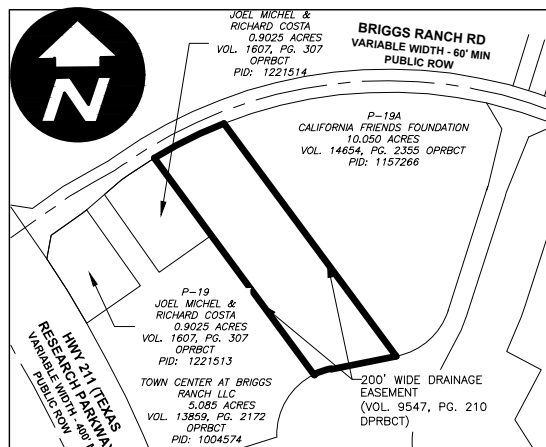 JOEL MICHEL &
RICHARD COSTA
0.9025 ACRES
VOL. 1607, PG. 307
OPRBCT
PID: 1221514
BRIGGS RANCH RD
VARIABLE WIDTH - 60' MIN
PUBLIC ROW
N
P-19A
CALIFORNIA FRIENDS FOUNDATION
10.050 ACRES
VOL. 14654, PG. 2355 OPRBCT
PID: 1157266
P-19
JOEL MICHEL &
RICHARD COSTA
0.9025 ACRES
VOL. 1607, PG. 307
OPRBCT
PID: 1221513
HWY 211 (TEXAS
RESEARCH PARKWAY
VARIABLE WIDTH - 400'
PUBLIC ROW
TOWN CENTER AT BRIGGS
RANCH LLC
5.085 ACRES
VOL. 13859, PG. 2172
OPRBCT
PID: 1004574
200' WIDE DRAINAGE
EASEMENT
(VOL. 9547, PG. 210
DPRBCT)